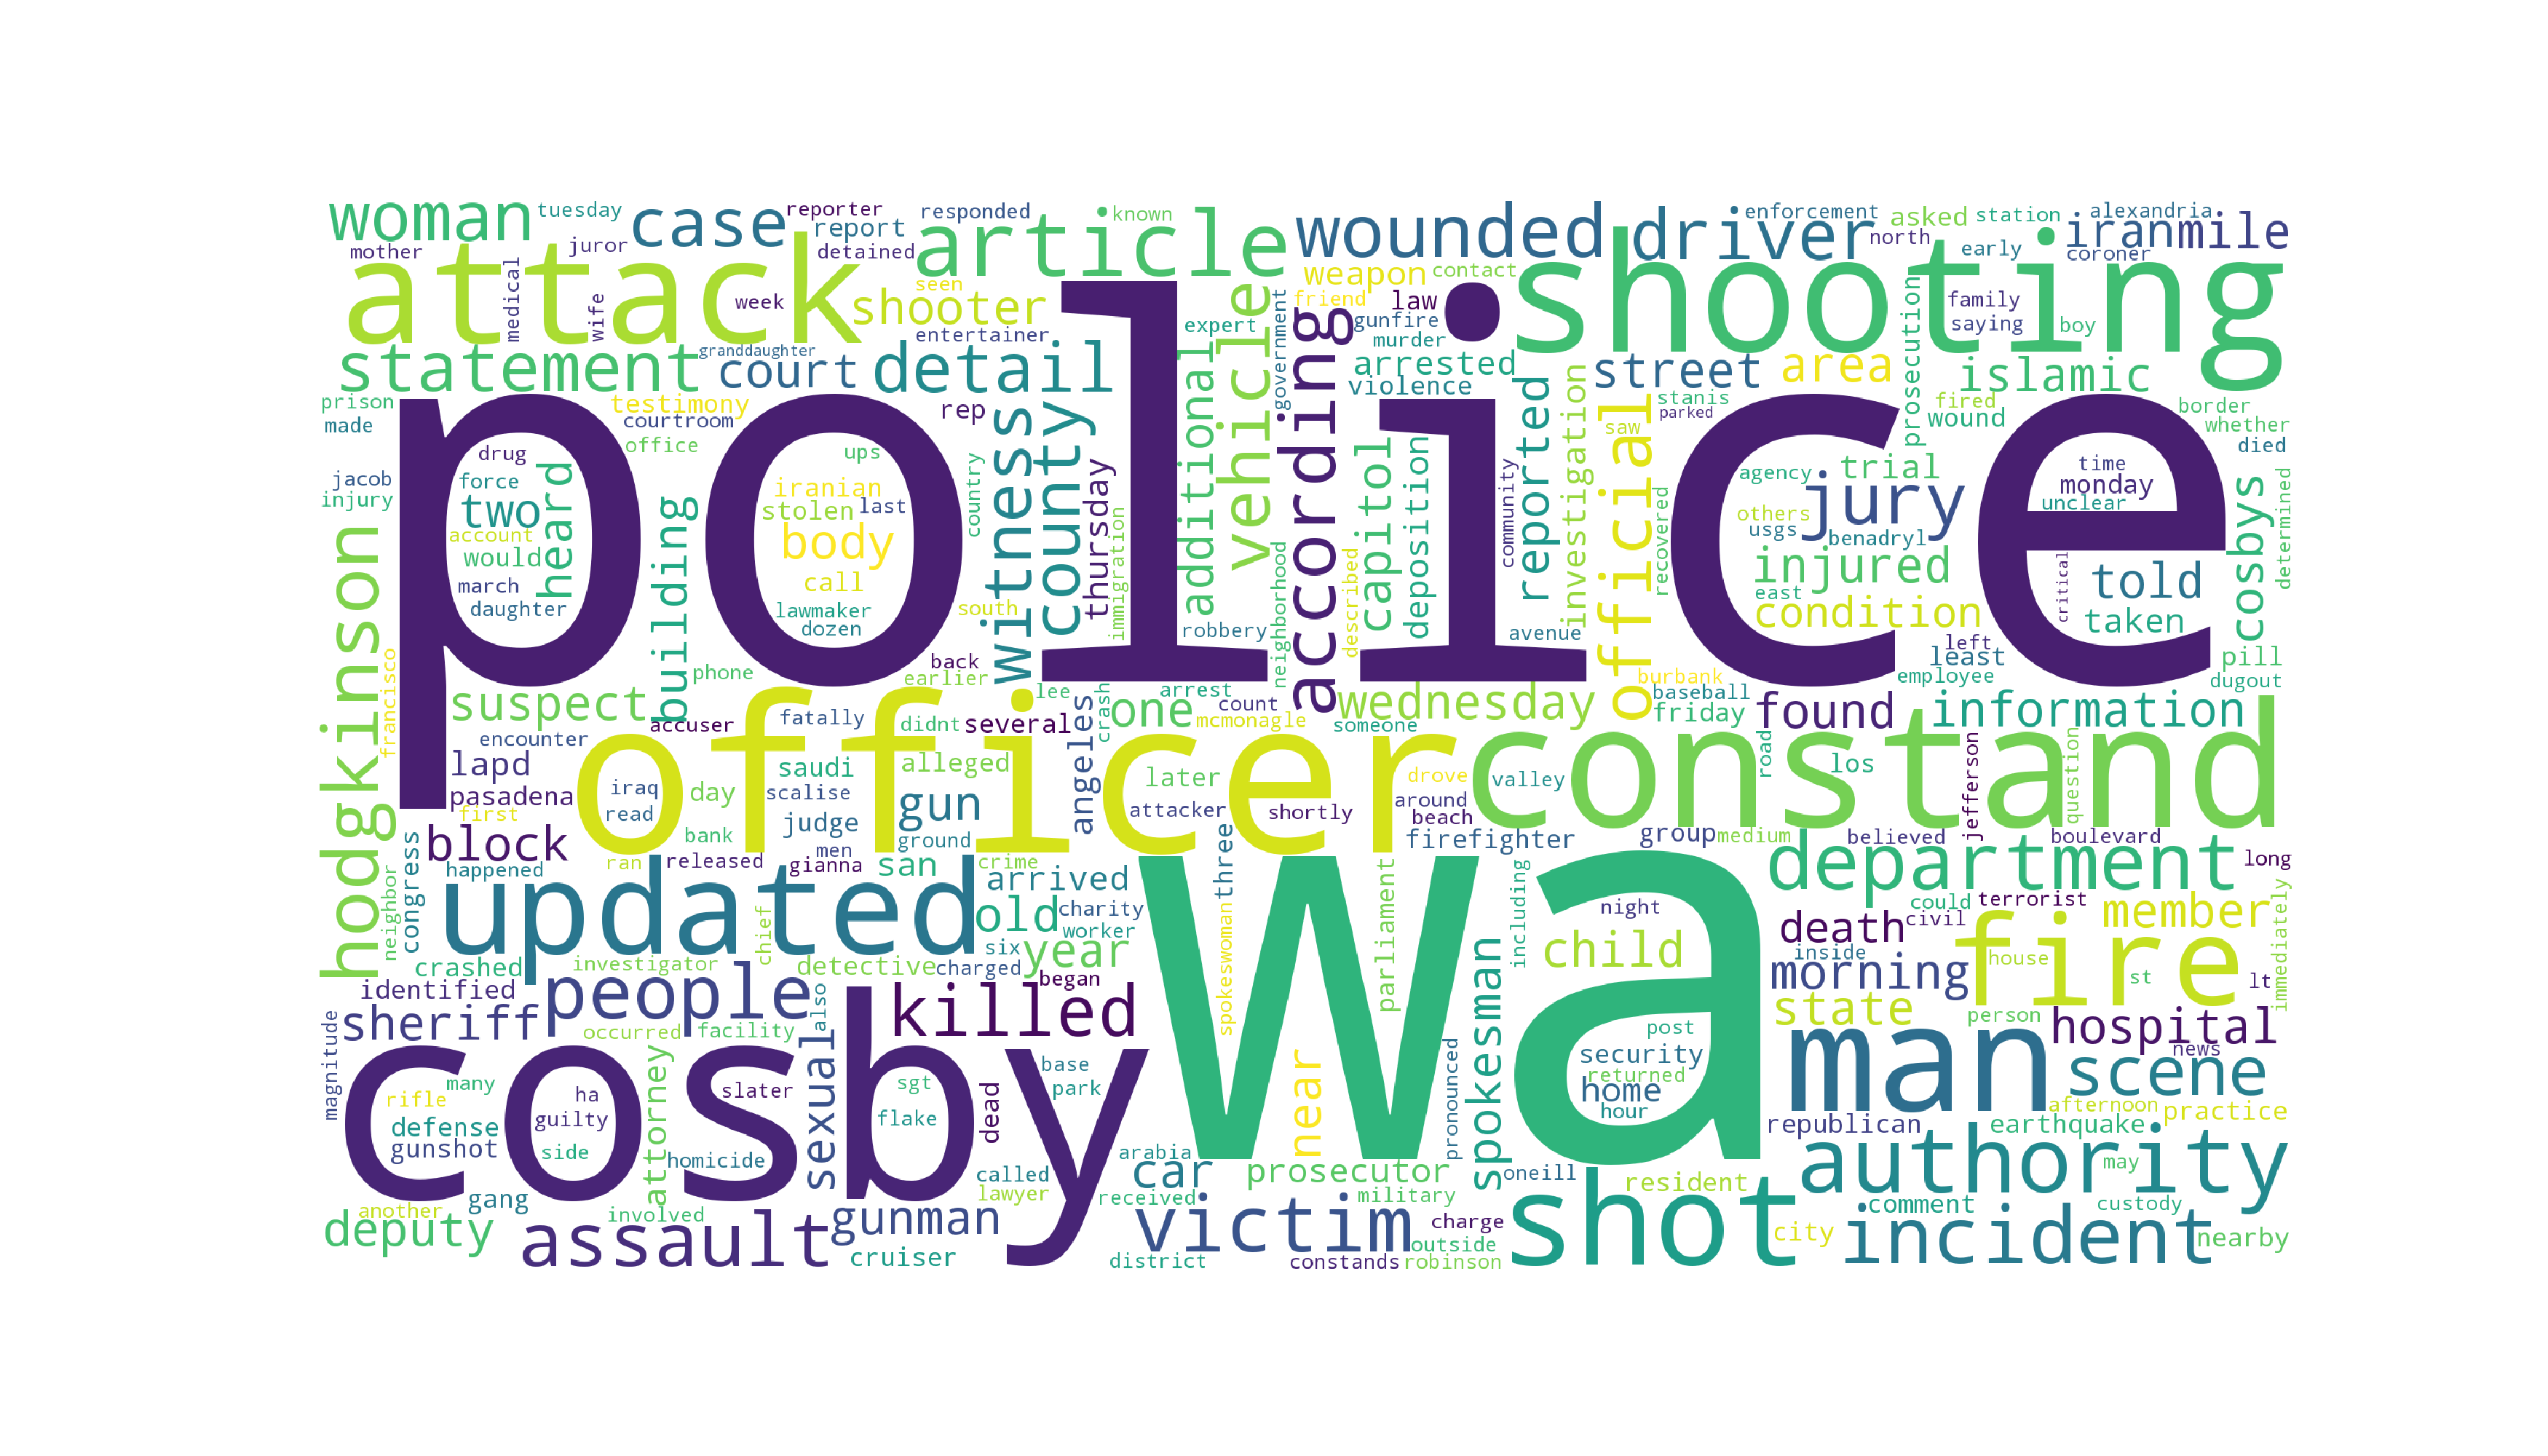 woman tuesday case reporter responded known wounded driver enforcement asked station alexandria
mother juror report detained article north early iran mile coroner
attack medical wife week seen shooter entertainer vehicle government weapon contact friend law gunfire shooting prosecution family saying boy
statement granddaughter court detail expert additional according murder arrested violence street area islamic
prison made testimony courtroom office rep witness county reported investigation official stanis parked saw fired wound border whether died
police
jacob injury drug force two account would march daughter heard building ups iranian stolen last body call lawmaker dozen country thursday immigration south
robbery neighborhood capitol described deposition community avenue recovered
agency others usgs jury trial benadryl injured east condition time monday unclear critical told taken cosbys determined
hodgkinson francisco suspect phone back earlier lee arrest crash count one mcmonagle wednesday someone burbank baseball friday left least employee found information pill dugout
accuser fatally didnt several
encounter lapd pasadena first officer constand
saudi alleged iraq read day scalise gun angeles later attacker shortly drove around beach valley road los jefferson question
block congress neighbor happened bank judge men ran released gianna ground san crime firefighter group medium believed boulevard department long
updated arrived old charity worker three spokeswoman wa parliament including night child death civil could terrorist member immediately
crashed investigator chief detective charged six year began inside morning house fire st lt
identified sheriff people occurred facility also killed state person hospital news
magnitude cosby sexual base park dead near pronounced spokesman post security returned home hour man scene
rifle many ha guilty slater sgt flake defense gunshot side attorney homicide republican earthquake afternoon practice
called lawyer arabia car received prosecutor military oneill shot resident authority may
another gang deputy involved assault gunman cruiser victim district charge outside constands robinson city comment incident custody nearby